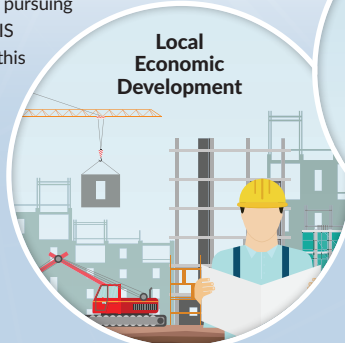 pursuing
IS
this
Local
Economic
Development